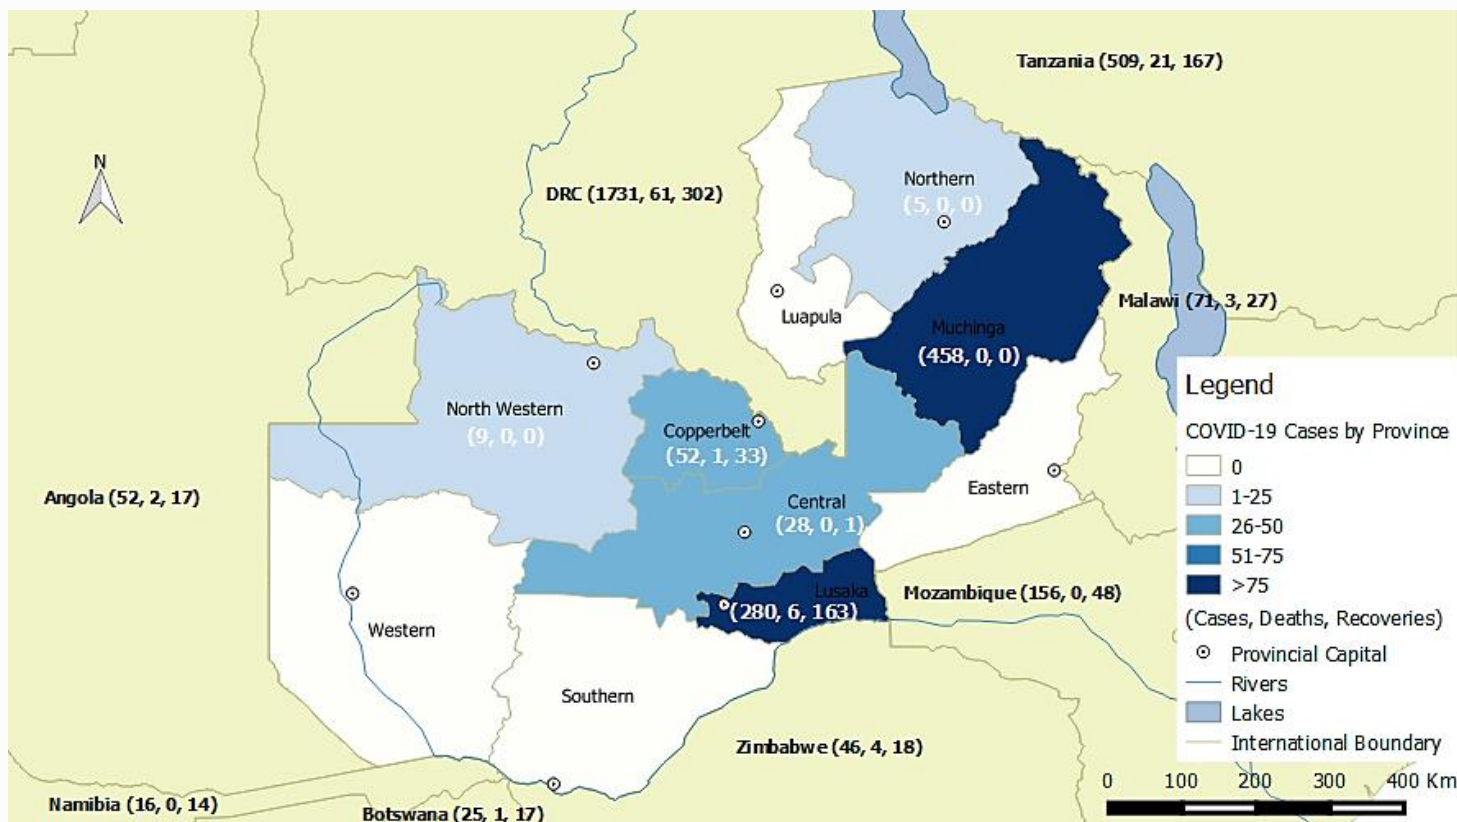 Tanzania (509, 21, 167)
N
DRC (1731, 61, 302)
Northern
(5, 0, 0)
Malawi (71, 3, 27)
Luapula
Muchinga
(458, 0, 0)
North Western
(9, 0, 0)
Copperbelt
(52, 1, 33)
Angola (52, 2, 17)
Central
(28, 0, 1)
Eastern
Lusaka
(280, 6, 163)
Mozambique (156, 0, 48)
Western
Southern
Zimbabwe (46, 4, 18)
Namibia (16, 0, 14)
Botswana (25, 1, 17)
Legend
COVID-19 Cases by Province
0
1-25
26-50
51-75
>75
(Cases, Deaths, Recoveries)
Provincial Capital
Rivers
Lakes
International Boundary
0 100 200 300 400 Km